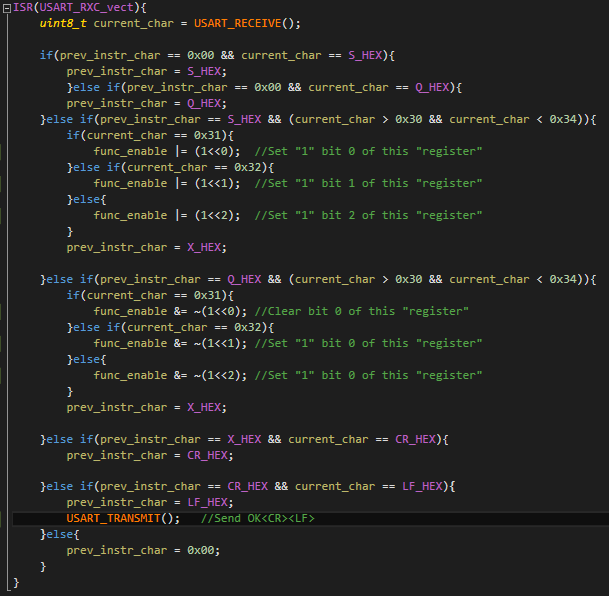 ISR(USART_RXC_vect){
uint8_t current_char = USART_RECEIVE();
if(prev_instr_char == 0x00 && current_char == S_HEX){
prev_instr_char = S_HEX;
}else if(prev_instr_char == 0x00 && current_char == Q_HEX){
prev_instr_char = Q_HEX;
}else if(prev_instr_char == S_HEX && (current_char > 0x30 && current_char < 0x34)){
if(current_char == 0x31){
func_enable |= (1<<0);  //Set "1" bit 0 of this "register"
}else if(current_char == 0x32){
func_enable |= (1<<1);  //Set "1" bit 1 of this "register"
}else{
func_enable |= (1<<2);  //Set "1" bit 2 of this "register"
}
prev_instr_char = X_HEX;
}else if(prev_instr_char == Q_HEX && (current_char > 0x30 && current_char < 0x34)){
if(current_char == 0x31){
func_enable &= ~(1<<0); //Clear bit 0 of this "register"
}else if(current_char == 0x32){
func_enable &= ~(1<<1); //Set "1" bit 0 of this "register"
}else{
func_enable &= ~(1<<2); //Set "1" bit 0 of this "register"
}
prev_instr_char = X_HEX;
}else if(prev_instr_char == X_HEX && current_char == CR_HEX){
prev_instr_char = CR_HEX;
}else if(prev_instr_char == CR_HEX && current_char == LF_HEX){
prev_instr_char = LF_HEX;
USART_TRANSMIT();   //Send OK<CR><LF>
}else{
prev_instr_char = 0x00;
}
}